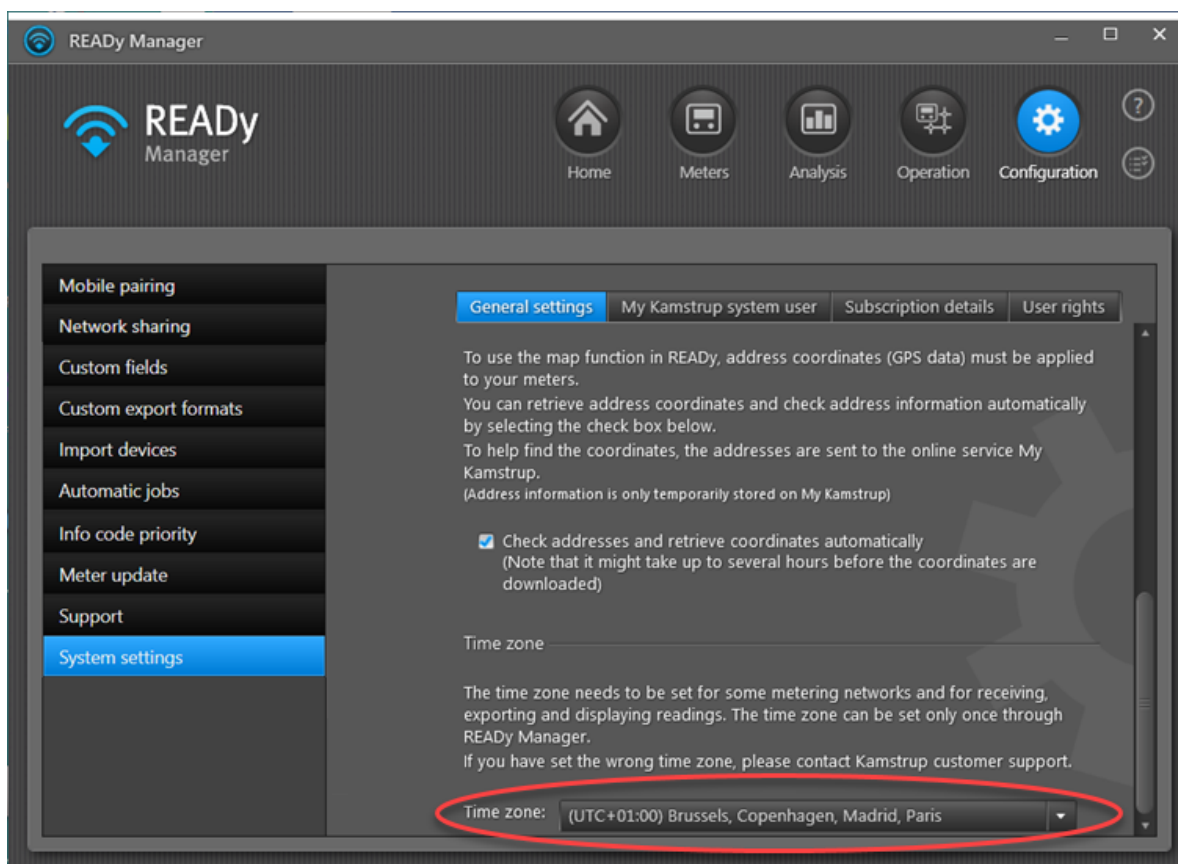 READy Manager
READy
Manager
Home
Meters
Analysis
Operation
Configuration
?
Mobile pairing
Network sharing
Custom fields
Custom export formats
Import devices
Automatic jobs
Info code priority
Meter update
Support
System settings
General settings
My Kamstrup system user
Subscription details
User rights
To use the map function in READy, address coordinates (GPS data) must be applied
to your meters.
You can retrieve address coordinates and check address information automatically
by selecting the check box below.
To help find the coordinates, the addresses are sent to the online service My
Kamstrup.
(Address information is only temporarily stored on My Kamstrup)
Check addresses and retrieve coordinates automatically
(Note that it might take up to several hours before the coordinates are
downloaded)
Time zone
The time zone needs to be set for some metering networks and for receiving,
exporting and displaying readings. The time zone can be set only once through
READy Manager.
If you have set the wrong time zone, please contact Kamstrup customer support.
Time zone: (UTC+01:00) Brussels, Copenhagen, Madrid, Paris